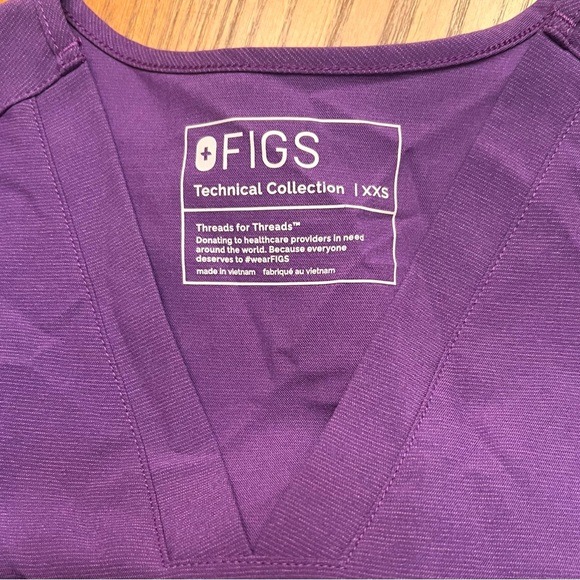 FIGS
Technical Collection | XXS
Threads for Threads™
Donating to healthcare providers in need
around the world. Because everyone
deserves to #wearFIGS
made in vietnam fabriqué au vietnam